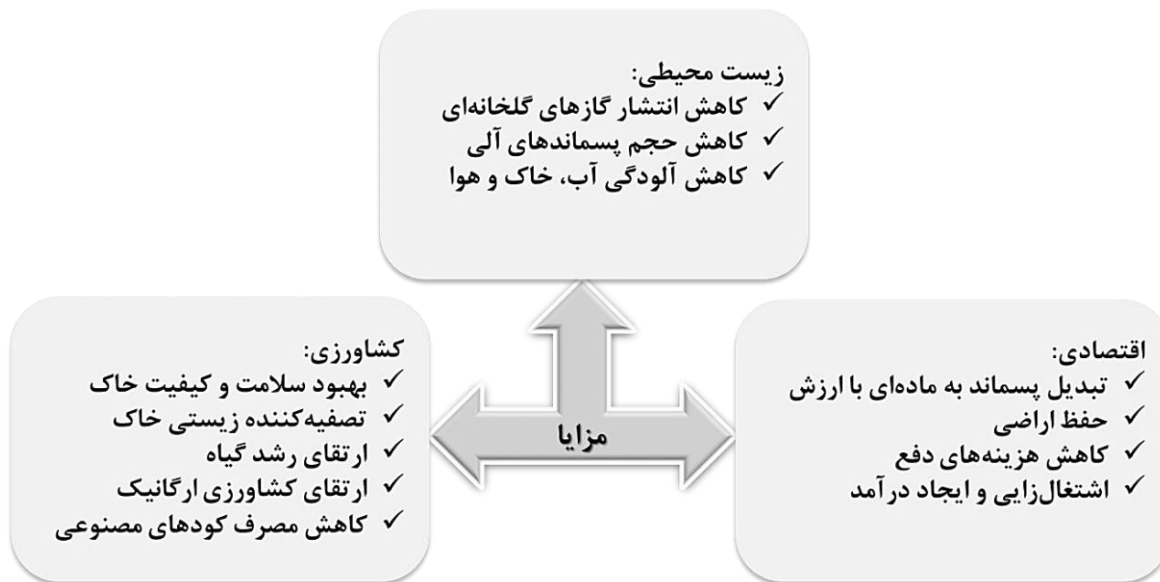 زیست محیطی:
✓ کاهش انتشار گازهای گلخانه‌ای
✓ کاهش حجم پسماندهای آلی
✓ کاهش آلودگی آب، خاک و هوا
اقتصادی:
✓ تبدیل پسماند به ماده‌ای با ارزش
✓ حفظ اراضی
✓ کاهش هزینه‌های دفع
✓ اشتغال‌زایی و ایجاد درآمد
مزایا
کشاورزی:
✓ بهبود سلامت و کیفیت خاک
✓ تصفیه‌کننده زیستی خاک
✓ ارتقای رشد گیاه
✓ ارتقای کشاورزی ارگانیک
✓ کاهش مصرف کودهای مصنوعی